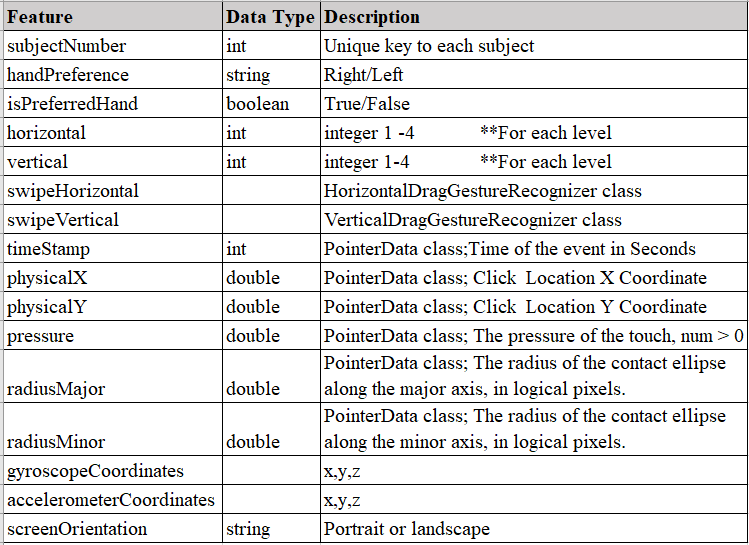 Feature Data Type Description
subjectNumber int Unique key to each subject
handPreference string Right/Left
isPreferredHand boolean True/False
horizontal int integer 1 -4 **For each level
vertical int integer 1-4 **For each level
swipeHorizontal HorizontalDragGestureRecognizer class
swipeVertical VerticalDragGestureRecognizer class
timeStamp int PointerData class;Time of the event in Seconds
physicalX double PointerData class; Click Location X Coordinate
physicalY double PointerData class; Click Location Y Coordinate
pressure double PointerData class; The pressure of the touch, num > 0
PointerData class; The radius of the contact ellipse
radiusMajor double along the major axis, in logical pixels.
PointerData class; The radius of the contact ellipse
radiusMinor double along the minor axis, in logical pixels.
gyroscopeCoordinates x,y,z
accelerometerCoordinates x,y,z
screenOrientation string Portrait or landscape